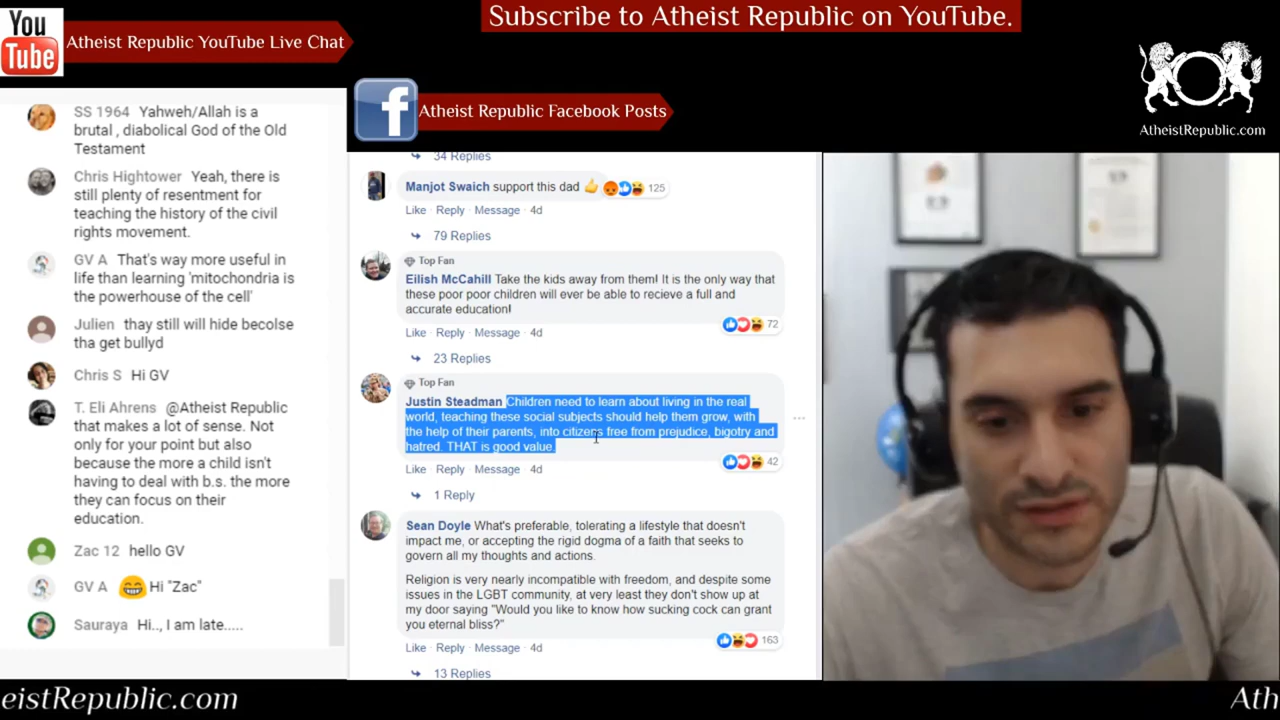 Subscribe to Atheist Republic on YouTube.
You
Tube
Atheist Republic YouTube Live Chat
f
Atheist Republic Facebook Posts
AtheistRepublic.com
SS 1964 Yahweh/Allah is a
brutal , diabolical God of the Old
Testament
Chris Hightower Yeah, there is
still plenty of resentment for
teaching the history of the civil
rights movement.
GV A That's way more useful in
life than learning 'mitochondria is
the powerhouse of the cell'
Julien thay still will hide becolse
tha get bullyd
Chris S Hi GV
T. Eli Ahrens @Atheist Republic
that makes a lot of sense. Not
only for your point but also
because the more a child isn't
having to deal with b.s. the more
they can focus on their
education.
Zac 12 hello GV
GV A 😁 Hi "Zac"
Sauraya Hi.., I am late.....
34 Replies
Manjot Swaich support this dad 👍 125
Like · Reply · Message · 4d
79 Replies
Top Fan
Eilish McCahill Take the kids away from them! It is the only way that
these poor poor children will ever be able to recieve a full and
accurate education!
72
Like · Reply · Message · 4d
23 Replies
Top Fan
Justin Steadman Children need to learn about living in the real
world, teaching these social subjects should help them grow, with
the help of their parents, into citizens free from prejudice, bigotry and
hatred. THAT is good value.
42
Like · Reply · Message · 4d
1 Reply
Sean Doyle What's preferable, tolerating a lifestyle that doesn't
impact me, or accepting the rigid dogma of a faith that seeks to
govern all my thoughts and actions.
Religion is very nearly incompatible with freedom, and despite some
issues in the LGBT community, at very least they don't show up at
my door saying "Would you like to know how sucking cock can grant
you eternal bliss?"
163
Like · Reply · Message · 4d
13 Replies
eistRepublic.com
Ath